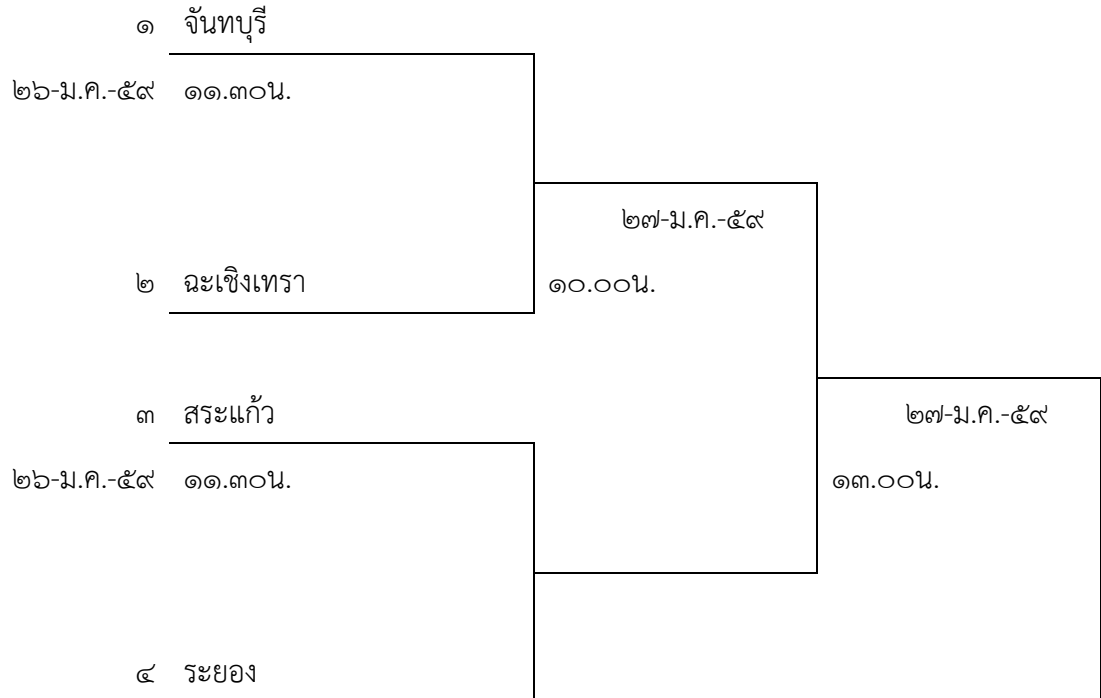 ๑ จันทบุรี
๒๖-ม.ค.-๕๙ ๑๑.๓๐น.
๒๗-ม.ค.-๕๙
๒ ฉะเชิงเทรา ๑๐.๐๐น.
๓ สระแก้ว ๒๗-ม.ค.-๕๙
๒๖-ม.ค.-๕๙ ๑๑.๓๐น. ๑๓.๐๐น.
๔ ระยอง